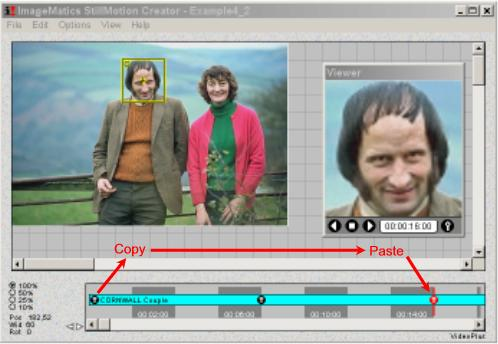 ImageMatics StillMotion Creator - Example4_2
File Edit Options View Help
Viewer
00:00:16:00
Copy
Paste
100%
50%
25%
10%
Pos 182,52
Wid 60
Rot 0
CORNWALL Couple
00:02:00
00:06:00
00:10:00
00:14:00
VideoPlus